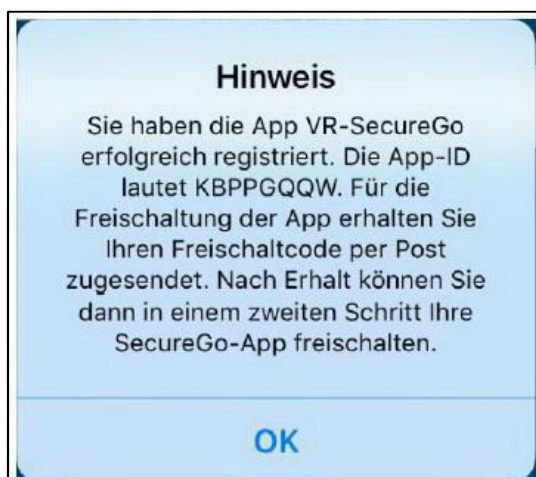 Hinweis
Sie haben die App VR-SecureGo
erfolgreich registriert. Die App-ID
lautet KBPPGQQW. Für die
Freischaltung der App erhalten Sie
Ihren Freischaltcode per Post
zugesendet. Nach Erhalt können Sie
dann in einem zweiten Schritt Ihre
SecureGo-App freischalten.
OK